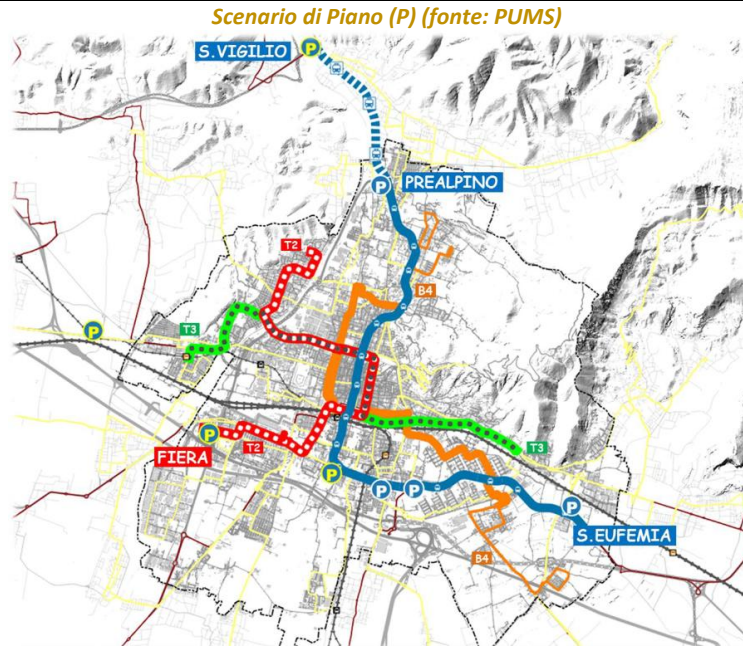 Scenario di Piano (P) (fonte: PUMS)
S.VIGILIO
P
P
PREALPINO
T2
B4
P
T3
P
T2
FIERA
T3
P
P
P
P
S.EUFEMIA
B4